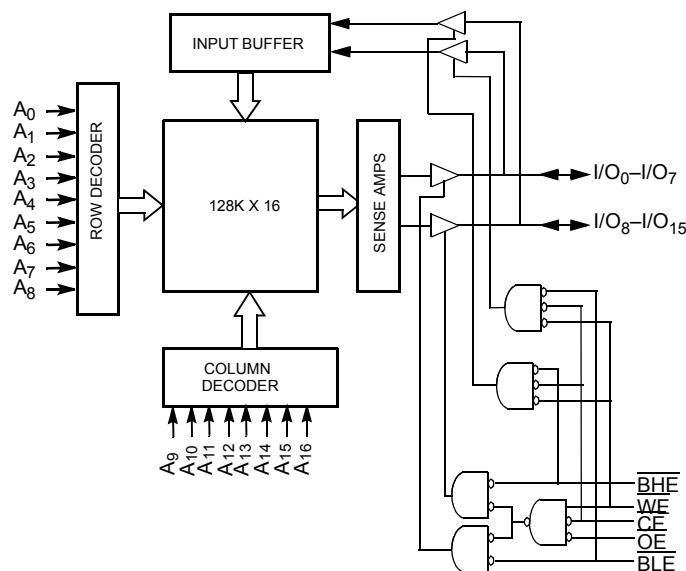 INPUT BUFFER
A0
A1
A2
A3
A4
A5
A6
A7
A8
ROW DECODER
128K X 16
SENSE AMPS
I/O0–I/O7
I/O8–I/O15
COLUMN
DECODER
A9
A10
A11
A12
A13
A14
A15
A16
BHE
WE
CE
OE
BLE